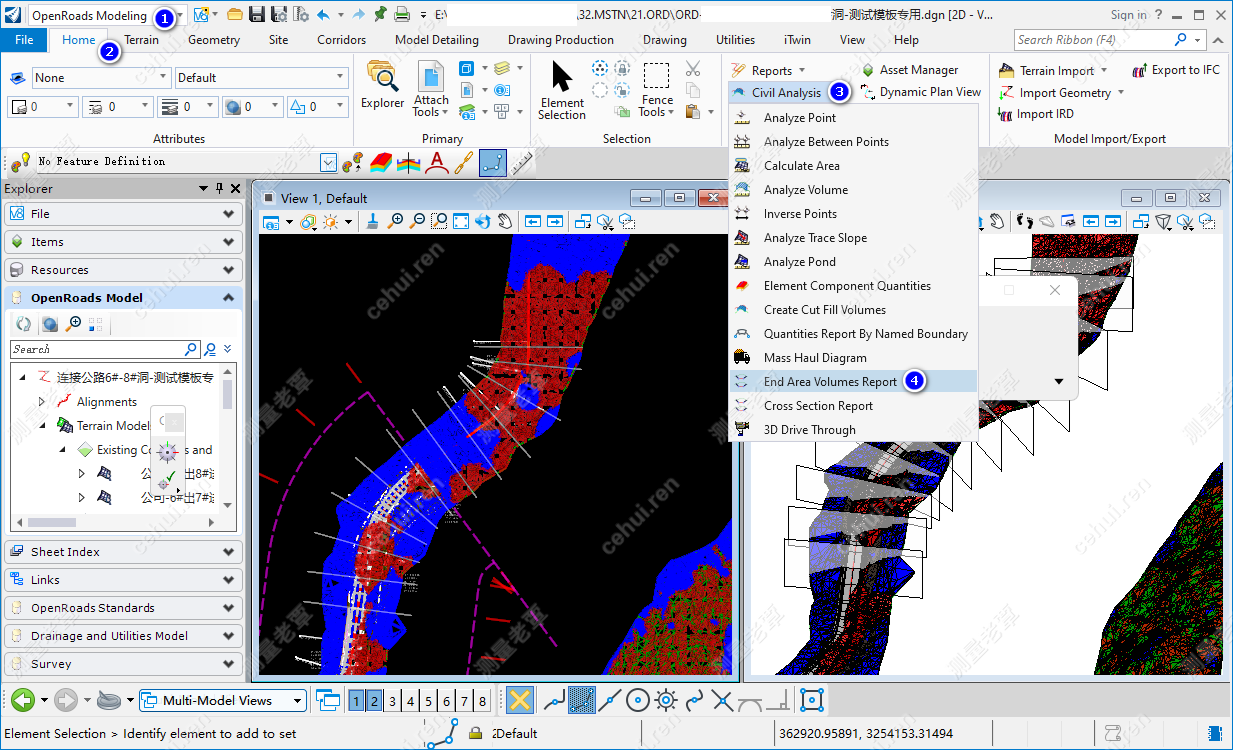 OpenRoads Modeling 1 E:\ ,32.MSTN\21.ORD\ORD- 洞-测试模板专用.dgn [2D - V... Sign in ?
File Home 2 Terrain Geometry Site Corridors Model Detailing Drawing Production Drawing Utilities iTwin View Help Search Ribbon (F4)
None Default
0 0 0 0 0
Attributes
Explorer
Attach
Tools
Primary
Element
Selection
Fence
Tools
Selection
Reports
Civil Analysis 3
Asset Manager
Dynamic Plan View
Terrain Import
Import Geometry
Import IRD
Export to IFC
Model Import/Export
Analyze Point
Analyze Between Points
Calculate Area
Analyze Volume
Inverse Points
Analyze Trace Slope
Analyze Pond
Element Component Quantities
Create Cut Fill Volumes
Quantities Report By Named Boundary
Mass Haul Diagram
End Area Volumes Report 4
Cross Section Report
3D Drive Through
No Feature Definition
Explorer
File
Items
Resources
OpenRoads Model
Search
连接公路6#-8#洞-测试模板专
Alignments
Terrain Model
Existing Co s and
公 出8#连
公司-6#出7#连
Sheet Index
Links
OpenRoads Standards
Drainage and Utilities Model
Survey
View 1, Default
Multi-Model Views
1 2 3 4 5 6 7 8
Element Selection > Identify element to add to set
2Default
362920.95891, 3254153.31494
测量老覃
cehui.ren